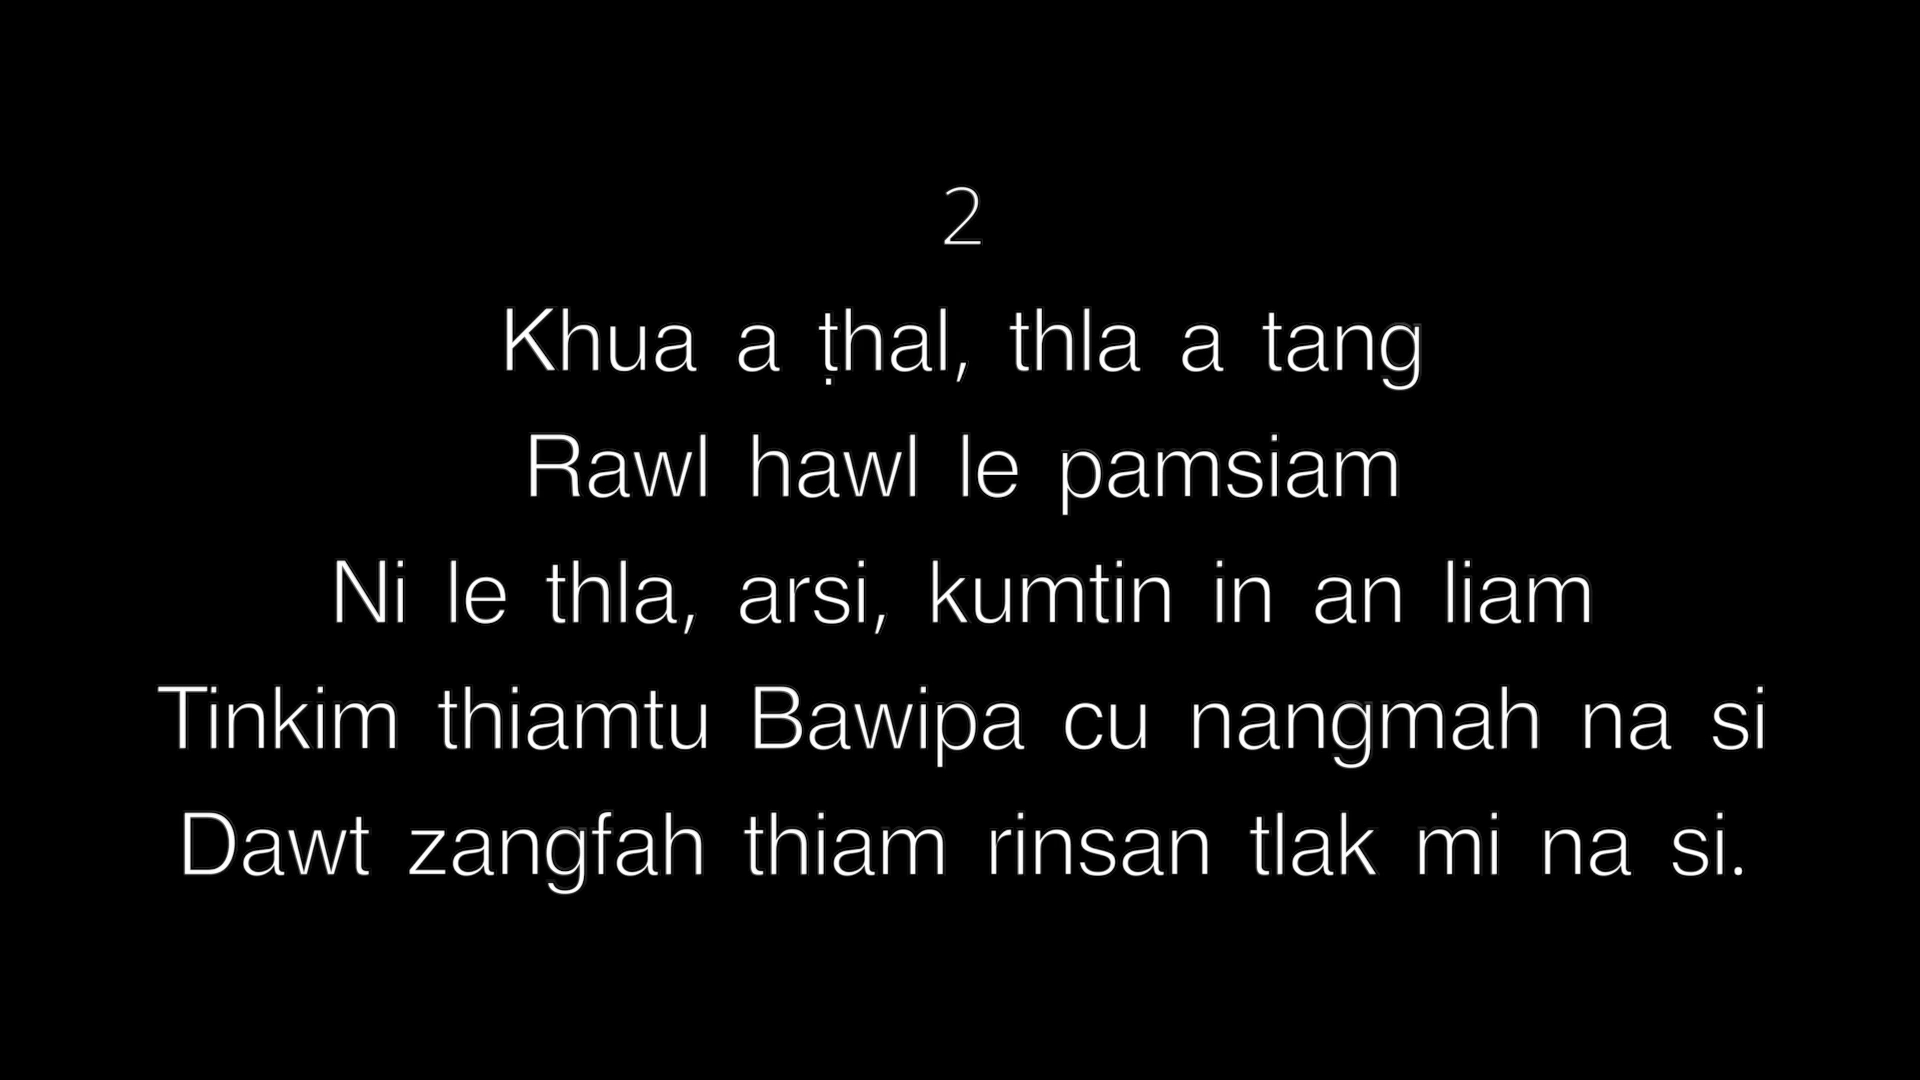 2
Khua a ṭhal, thla a tang
Rawl hawl le pamsiam
Ni le thla, arsi, kumtin in an liam
Tinkim thiamtu Bawipa cu nangmah na si
Dawt zangfah thiam rinsan tlak mi na si.